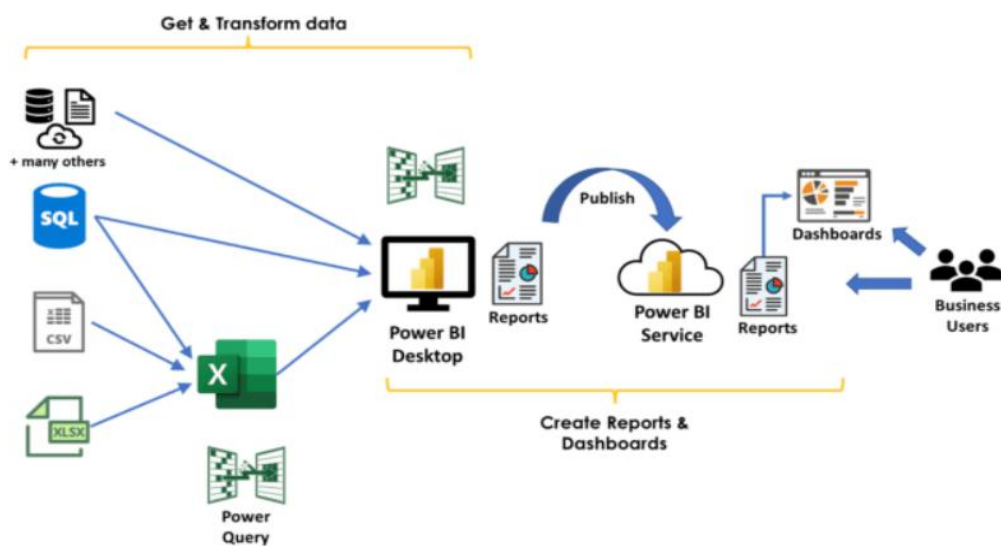 Get & Transform data
+ many others
SQL
CSV
X
XLSX
Power
Query
Power BI
Desktop
Reports
Publish
Power BI
Service
Reports
Dashboards
Business
Users
Create Reports &
Dashboards